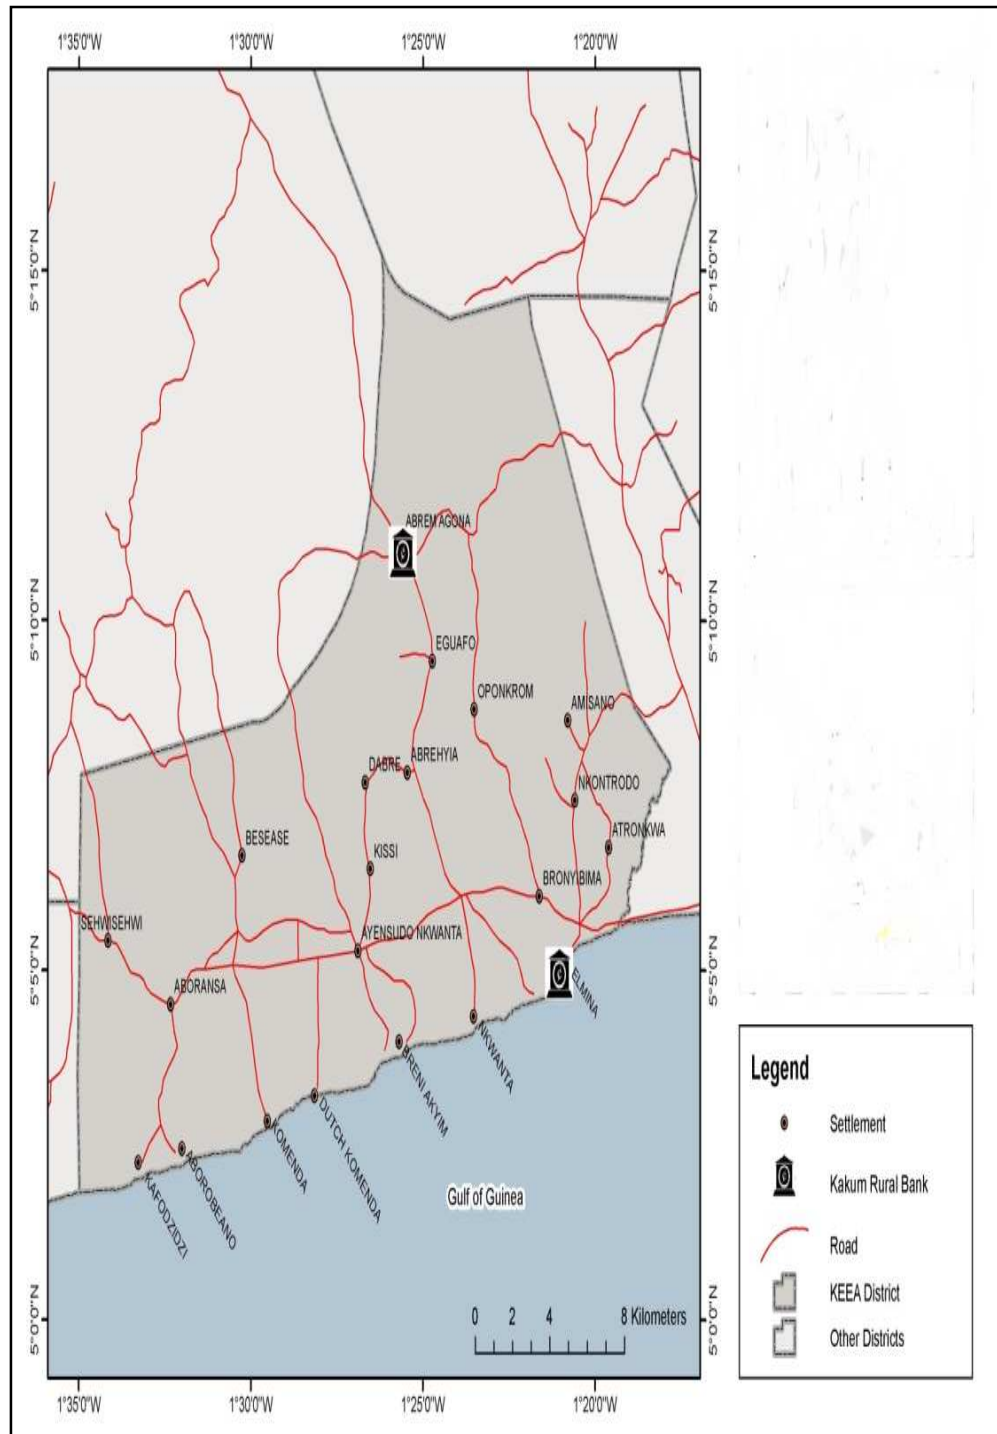 1°35'0"W
1°30'0"W
1°25'0"W
1°20'0"W
5°15'0"N
5°15'0"N
ABREM AGONA
5°10'0"N
5°10'0"N
EGUAFO
OPONKROM
AMISANO
ABREHYIA
DABRE
NKONTRODO
ATRONKWA
BESEASE
KISSI
BRONYIBIMA
SEHWISEHWI
AYENSUDO NKWANTA
5°5'0"N
5°5'0"N
ABORANSA
ELMINA
NKWANTA
BRENI AKYIM
DUTCH KOMENDA
KOMENDA
ABOROBEANO
KAFODZIDZI
Gulf of Guinea
5°0'0"N
5°0'0"N
0 2 4 8 Kilometers
1°35'0"W
1°30'0"W
1°25'0"W
1°20'0"W
Legend
Settlement
Kakum Rural Bank
Road
KEEA District
Other Districts